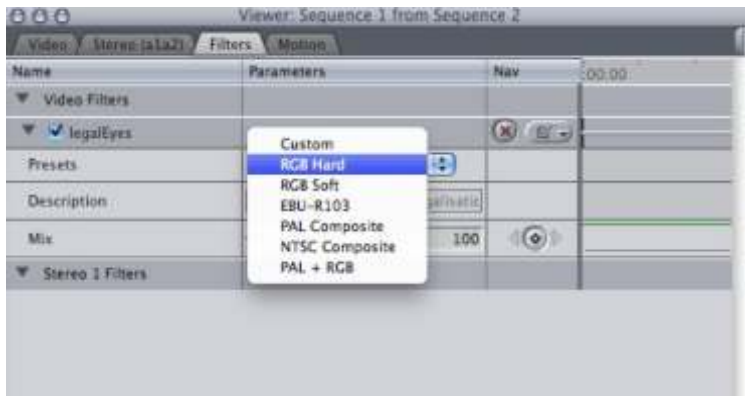 Viewer: Sequence 1 from Sequence 2
Video Stereo (a1a2) Filters Motion
Name Parameters Nav 00:00
Video Filters
legalEyes
Presets
Description
Mix 100
Stereo 1 Filters
Custom
RGB Hard
RGB Soft
EBU-R103
PAL Composite
NTSC Composite
PAL + RGB